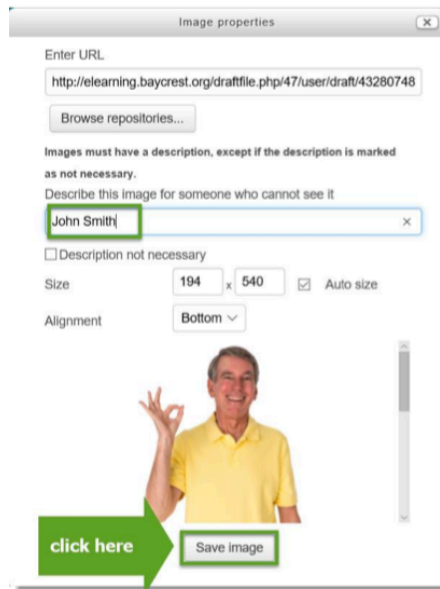 Image properties
Enter URL
http://elearning.baycrest.org/draftfile.php/47/user/draft/43280748
Browse repositories...
Images must have a description, except if the description is marked
as not necessary.
Describe this image for someone who cannot see it
John Smith
Description not necessary
Size 194 x 540 Auto size
Alignment Bottom
click here Save image